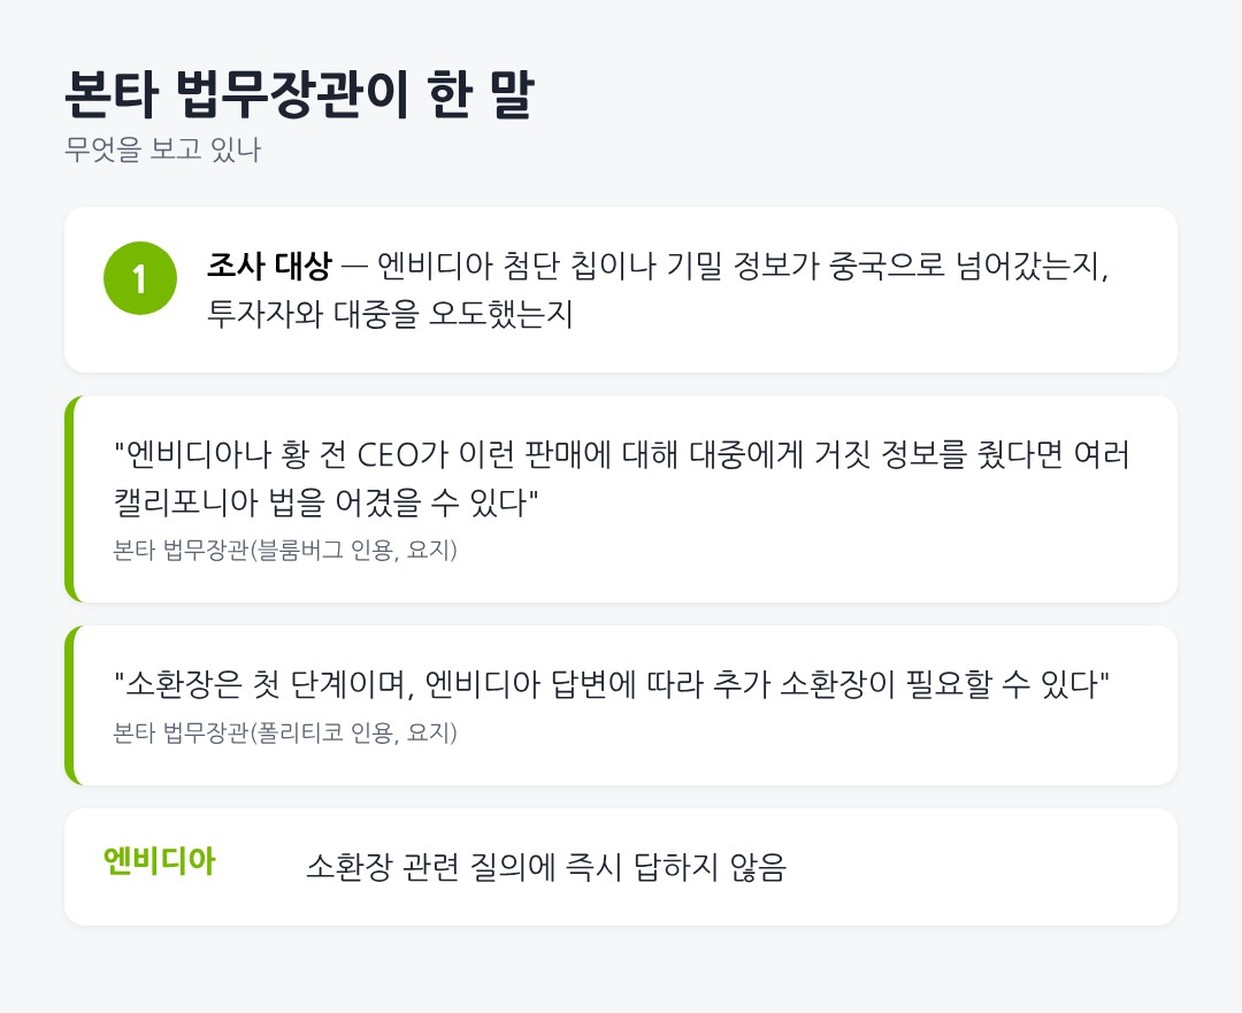 본타 법무장관이 한 말
무엇을 보고 있나
1
조사 대상 — 엔비디아 첨단 칩이나 기밀 정보가 중국으로 넘어갔는지,
투자자와 대중을 오도했는지
"엔비디아나 황 전 CEO가 이런 판매에 대해 대중에게 거짓 정보를 줬다면 여러
캘리포니아 법을 어겼을 수 있다"
본타 법무장관(블룸버그 인용, 요지)
"소환장은 첫 단계이며, 엔비디아 답변에 따라 추가 소환장이 필요할 수 있다"
본타 법무장관(폴리티코 인용, 요지)
엔비디아
소환장 관련 질의에 즉시 답하지 않음